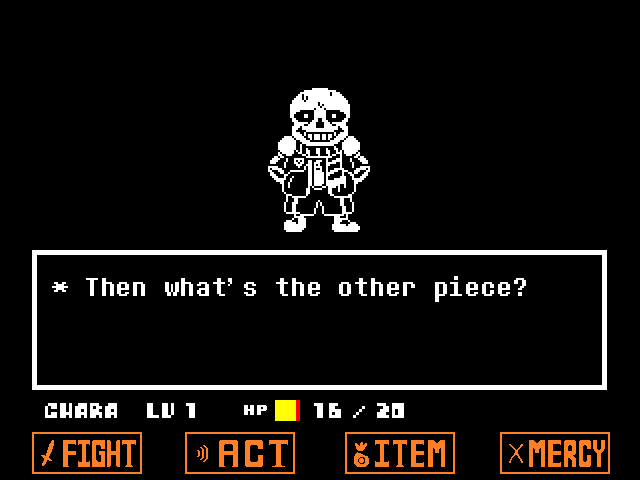 * Then what's the other piece?
CHARA LV 1 HP 16 / 20
FIGHT ACT ITEM MERCY